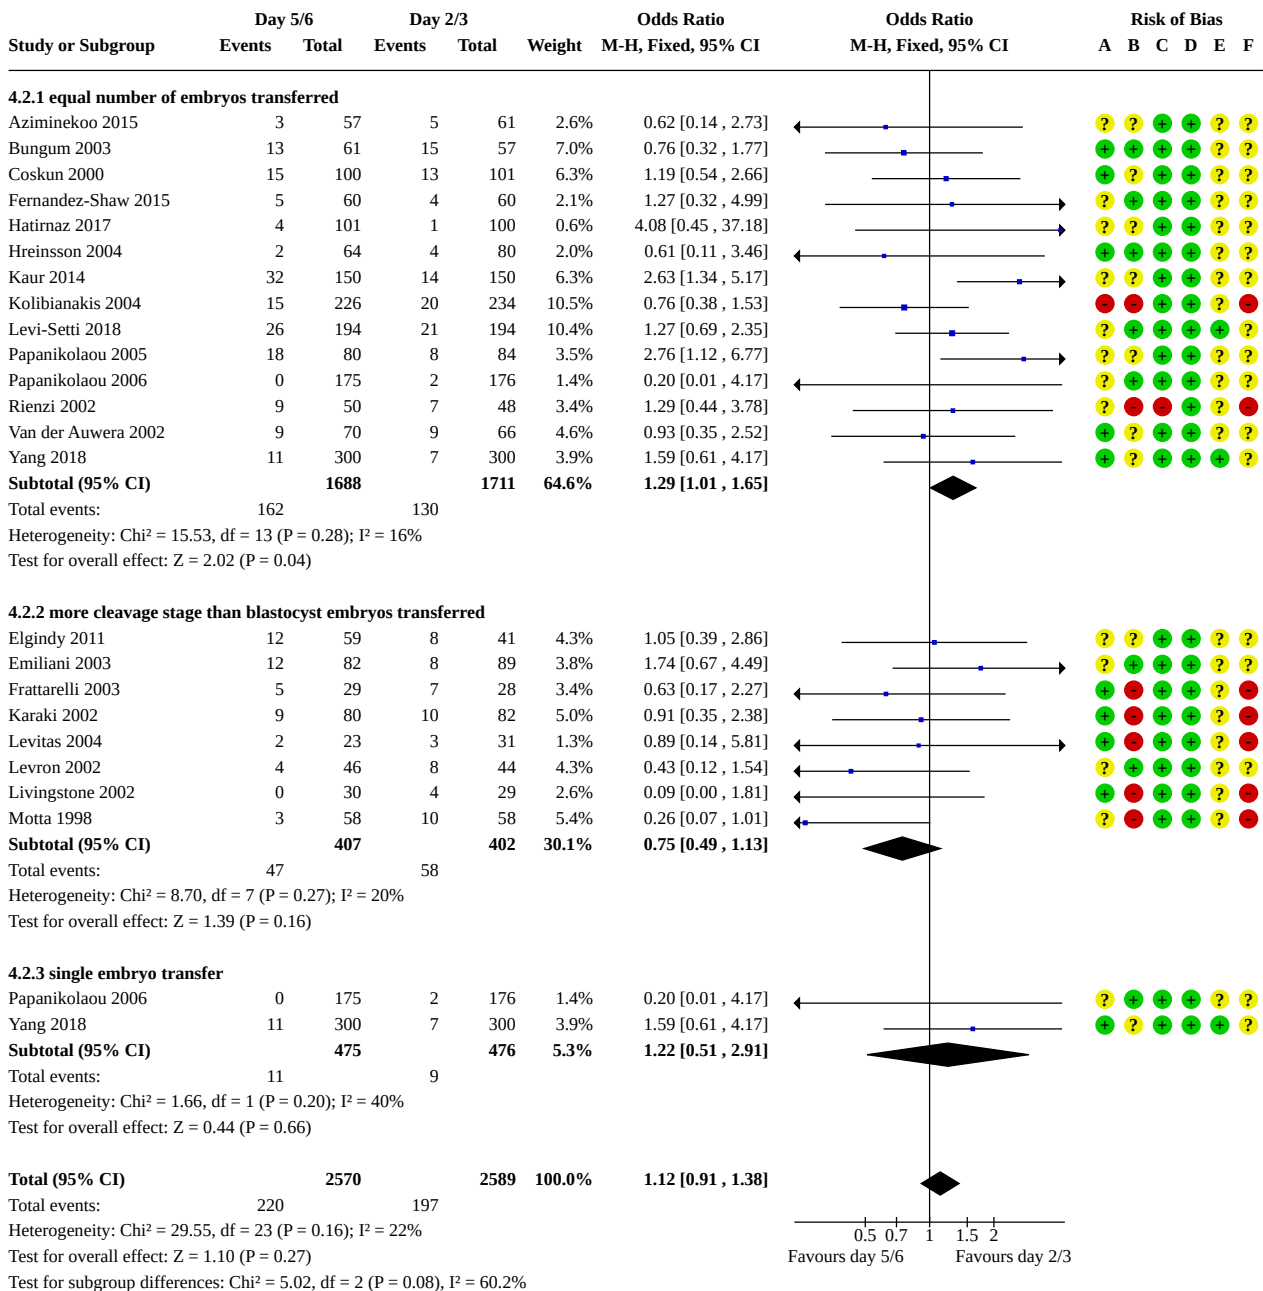 Day 5/6 Day 2/3 Odds Ratio Odds Ratio Risk of Bias
Study or Subgroup Events Total Events Total Weight M-H, Fixed, 95% CI M-H, Fixed, 95% CI A B C D E F
4.2.1 equal number of embryos transferred
Aziminekoo 2015 3 57 5 61 2.6% 0.62 [0.14 , 2.73] ? ? + + ? ?
Bungum 2003 13 61 15 57 7.0% 0.76 [0.32 , 1.77] + + + + ? ?
Coskun 2000 15 100 13 101 6.3% 1.19 [0.54 , 2.66] + ? + + ? ?
Fernandez-Shaw 2015 5 60 4 60 2.1% 1.27 [0.32 , 4.99] ? + + + ? ?
Hatirnaz 2017 4 101 1 100 0.6% 4.08 [0.45 , 37.18] ? ? + + ? ?
Hreinsson 2004 2 64 4 80 2.0% 0.61 [0.11 , 3.46] + + + + ? ?
Kaur 2014 32 150 14 150 6.3% 2.63 [1.34 , 5.17] ? ? + + ? ?
Kolibianakis 2004 15 226 20 234 10.5% 0.76 [0.38 , 1.53] - - + + ? -
Levi-Setti 2018 26 194 21 194 10.4% 1.27 [0.69 , 2.35] ? + + + + ?
Papanikolaou 2005 18 80 8 84 3.5% 2.76 [1.12 , 6.77] ? ? + + ? ?
Papanikolaou 2006 0 175 2 176 1.4% 0.20 [0.01 , 4.17] ? + + + ? ?
Rienzi 2002 9 50 7 48 3.4% 1.29 [0.44 , 3.78] ? - - + ? -
Van der Auwera 2002 9 70 9 66 4.6% 0.93 [0.35 , 2.52] + ? + + ? ?
Yang 2018 11 300 7 300 3.9% 1.59 [0.61 , 4.17] + ? + + + ?
Subtotal (95% CI) 1688 1711 64.6% 1.29 [1.01 , 1.65]
Total events: 162 130
Heterogeneity: Chi² = 15.53, df = 13 (P = 0.28); I² = 16%
Test for overall effect: Z = 2.02 (P = 0.04)
4.2.2 more cleavage stage than blastocyst embryos transferred
Elgindy 2011 12 59 8 41 4.3% 1.05 [0.39 , 2.86] ? ? + + ? ?
Emiliani 2003 12 82 8 89 3.8% 1.74 [0.67 , 4.49] ? + + + ? ?
Frattarelli 2003 5 29 7 28 3.4% 0.63 [0.17 , 2.27] + - + + ? -
Karaki 2002 9 80 10 82 5.0% 0.91 [0.35 , 2.38] + - + + ? -
Levitas 2004 2 23 3 31 1.3% 0.89 [0.14 , 5.81] + - + + ? -
Levron 2002 4 46 8 44 4.3% 0.43 [0.12 , 1.54] ? + + + ? ?
Livingstone 2002 0 30 4 29 2.6% 0.09 [0.00 , 1.81] + - + + ? -
Motta 1998 3 58 10 58 5.4% 0.26 [0.07 , 1.01] ? - + + ? -
Subtotal (95% CI) 407 402 30.1% 0.75 [0.49 , 1.13]
Total events: 47 58
Heterogeneity: Chi² = 8.70, df = 7 (P = 0.27); I² = 20%
Test for overall effect: Z = 1.39 (P = 0.16)
4.2.3 single embryo transfer
Papanikolaou 2006 0 175 2 176 1.4% 0.20 [0.01 , 4.17] ? + + + ? ?
Yang 2018 11 300 7 300 3.9% 1.59 [0.61 , 4.17] + ? + + + ?
Subtotal (95% CI) 475 476 5.3% 1.22 [0.51 , 2.91]
Total events: 11 9
Heterogeneity: Chi² = 1.66, df = 1 (P = 0.20); I² = 40%
Test for overall effect: Z = 0.44 (P = 0.66)
Total (95% CI) 2570 2589 100.0% 1.12 [0.91 , 1.38]
Total events: 220 197
Heterogeneity: Chi² = 29.55, df = 23 (P = 0.16); I² = 22%
Test for overall effect: Z = 1.10 (P = 0.27)
Test for subgroup differences: Chi² = 5.02, df = 2 (P = 0.08), I² = 60.2%
0.5 0.7 1 1.5 2
Favours day 5/6 Favours day 2/3